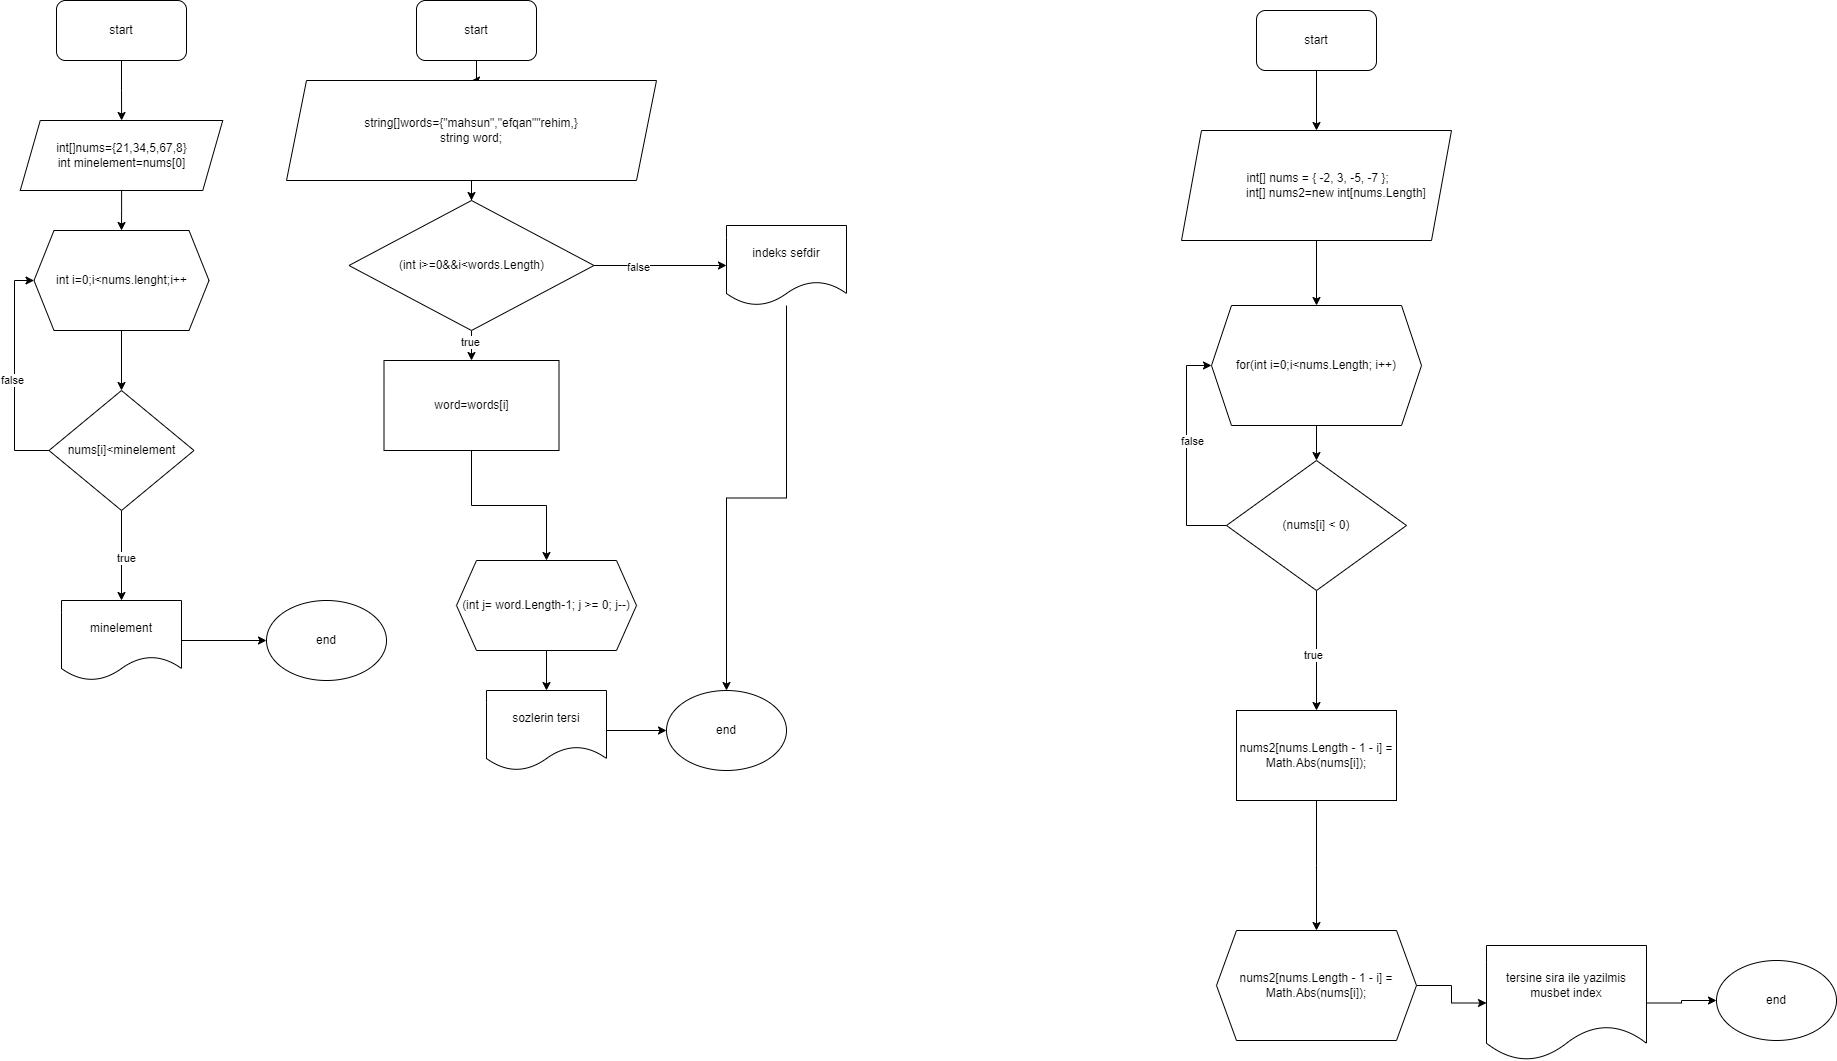 start
int[]nums={21,34,5,67,8}
int minelement=nums[0]
int i=0;i<nums.lenght;i++
false
nums[i]<minelement
true
minelement
end
start
string[]words={"mahsun","efqan""rehim,}
string word;
(int i>=0&&i<words.Length)
false
indeks sefdir
true
word=words[i]
(int j= word.Length-1; j >= 0; j--)
sozlerin tersi
end
start
int[] nums = { -2, 3, -5, -7 };
int[] nums2=new int[nums.Length]
for(int i=0;i<nums.Length; i++)
false
(nums[i] < 0)
true
nums2[nums.Length - 1 - i] =
Math.Abs(nums[i]);
nums2[nums.Length - 1 - i] =
Math.Abs(nums[i]);
tersine sira ile yazilmis
musbet index
end